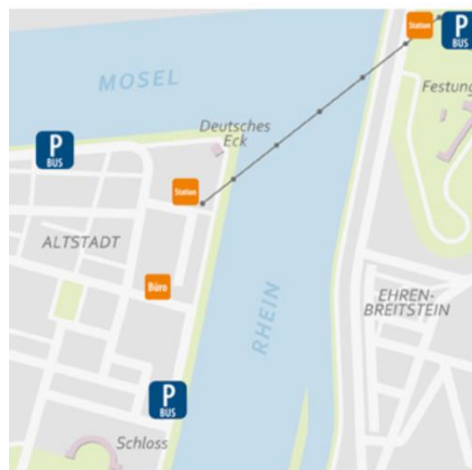 Station
P
BUS
MOSEL
Festung
Deutsches
Eck
P
BUS
Station
ALTSTADT
Büro
RHEIN
EHREN-
BREITSTEIN
P
BUS
Schloss